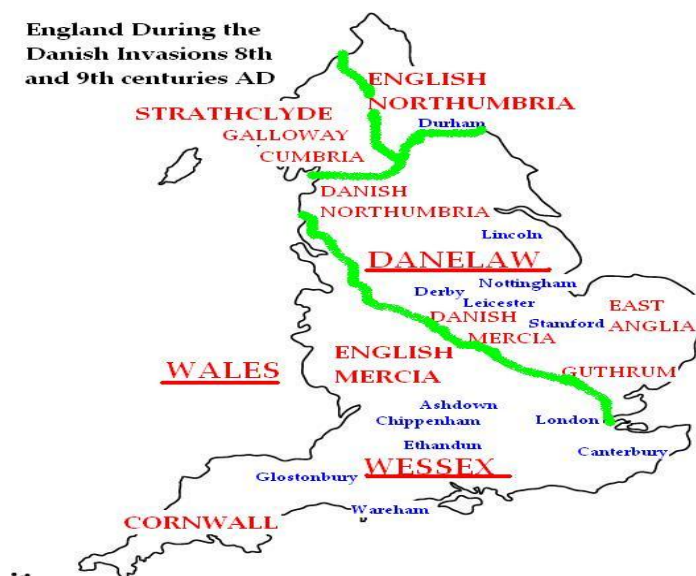 England During the
Danish Invasions 8th
and 9th centuries AD
ENGLISH
NORTHUMBRIA
STRATHCLYDE
Durham
GALLOWAY
CUMBRIA
DANISH
NORTHUMBRIA
Lincoln
DANELAW
Nottingham
Derby
Leicester
EAST
ANGLIA
DANISH
MERCIA
Stamford
ENGLISH
MERCIA
WALES
GUTHRUM
Ashdown
Chippenham
London
Ethandun
Canterbury
WESSEX
Glostonbury
Wareham
CORNWALL